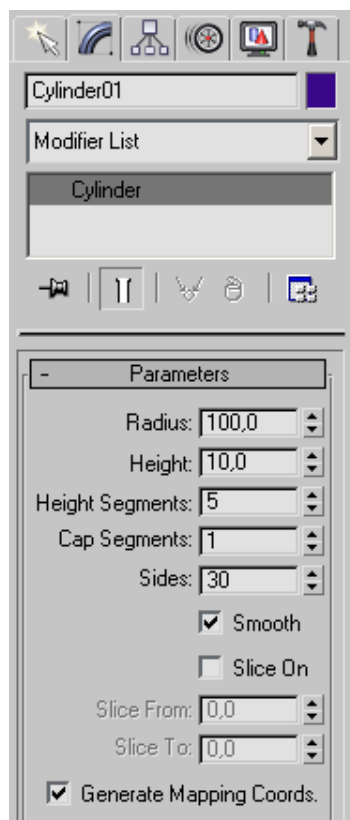 Cylinder01
Modifier List
Cylinder
- Parameters
Radius: 100,0
Height: 10,0
Height Segments: 5
Cap Segments: 1
Sides: 30
Smooth
Slice On
Slice From: 0,0
Slice To: 0,0
Generate Mapping Coords.